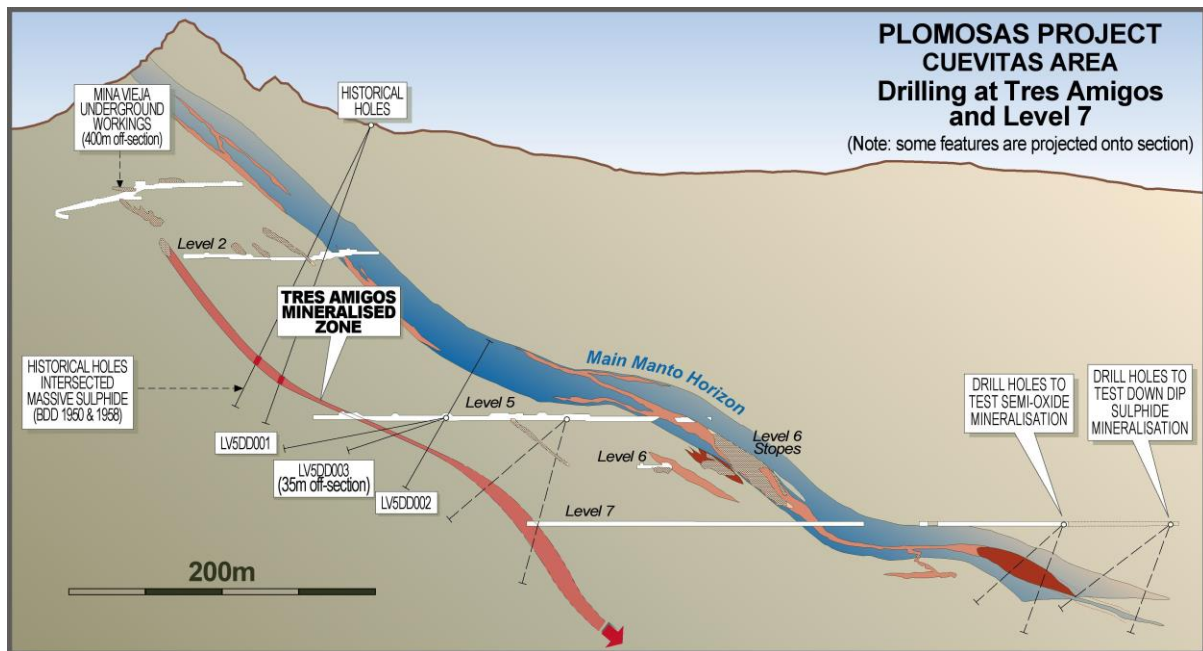 PLOMOSAS PROJECT
CUEVITAS AREA
Drilling at Tres Amigos
and Level 7
(Note: some features are projected onto section)
MINA VIEJA
UNDERGROUND
WORKINGS
(400m off-section)
HISTORICAL
HOLES
Level 2
TRES AMIGOS
MINERALISED
ZONE
HISTORICAL HOLES
INTERSECTED
MASSIVE SULPHIDE
(BDD 1950 & 1958)
Main Manto Horizon
DRILL HOLES TO
TEST SEMI-OXIDE
MINERALISATION
DRILL HOLES TO
TEST DOWN DIP
SULPHIDE
MINERALISATION
Level 5
LV5DD001
LV5DD003
(35m off-section)
LV5DD002
Level 6
Level 6
Stopes
Level 7
200m